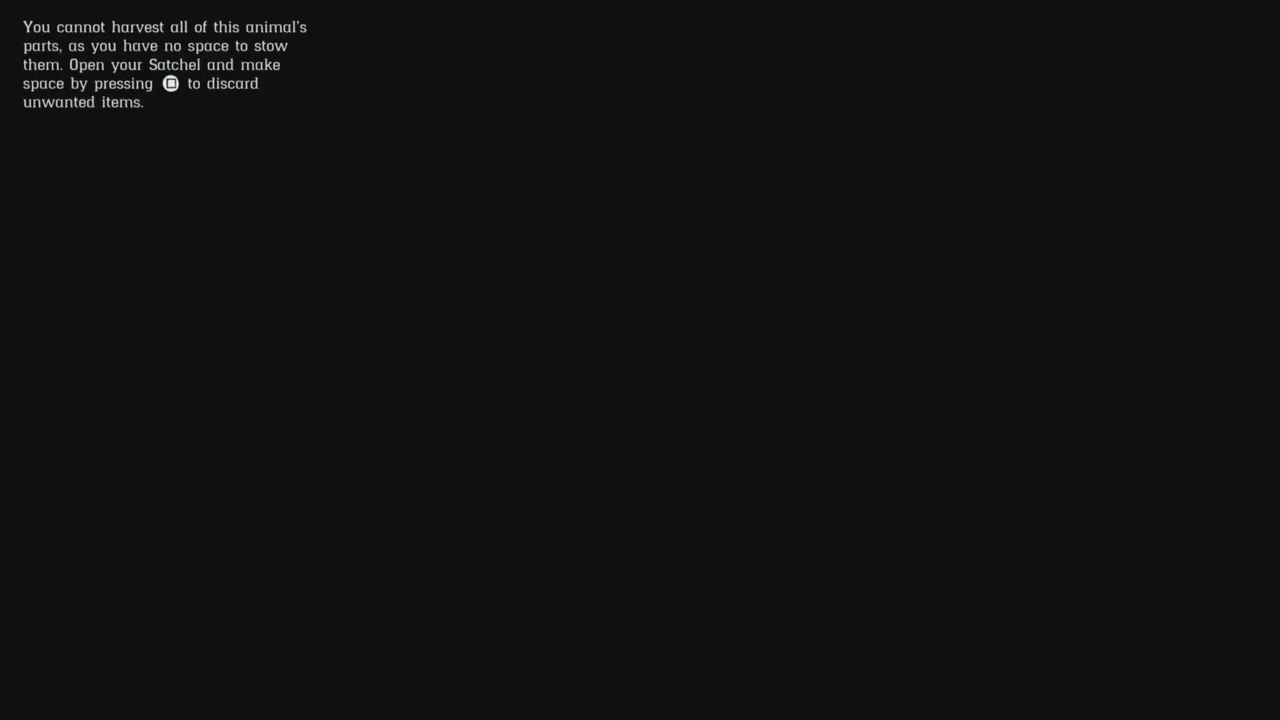 You cannot harvest all of this animal's
parts, as you have no space to stow
them. Open your Satchel and make
space by pressing to discard
unwanted items.